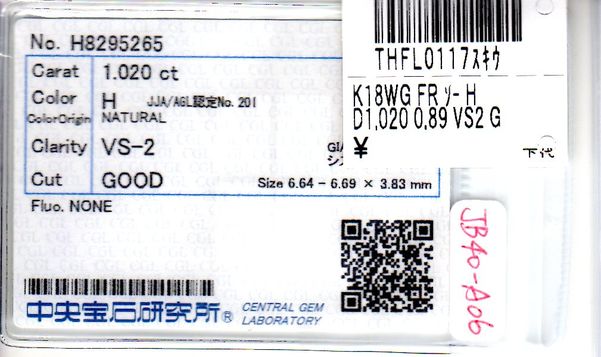 No. H8295265
Carat 1.020 ct
Color H JJA/AGL認定No. 201
ColorOrigin NATURAL
Clarity VS-2
GI
シス
Cut GOOD Size 6.64 - 6.69 × 3.83 mm
Fluo. NONE
中央宝石研究所® CENTRAL GEM
LABORATORY
THFL0117スキウ
K18WG FR ソ- H
D1.020 0.89 VS2 G
¥ 下代
JB40-A06